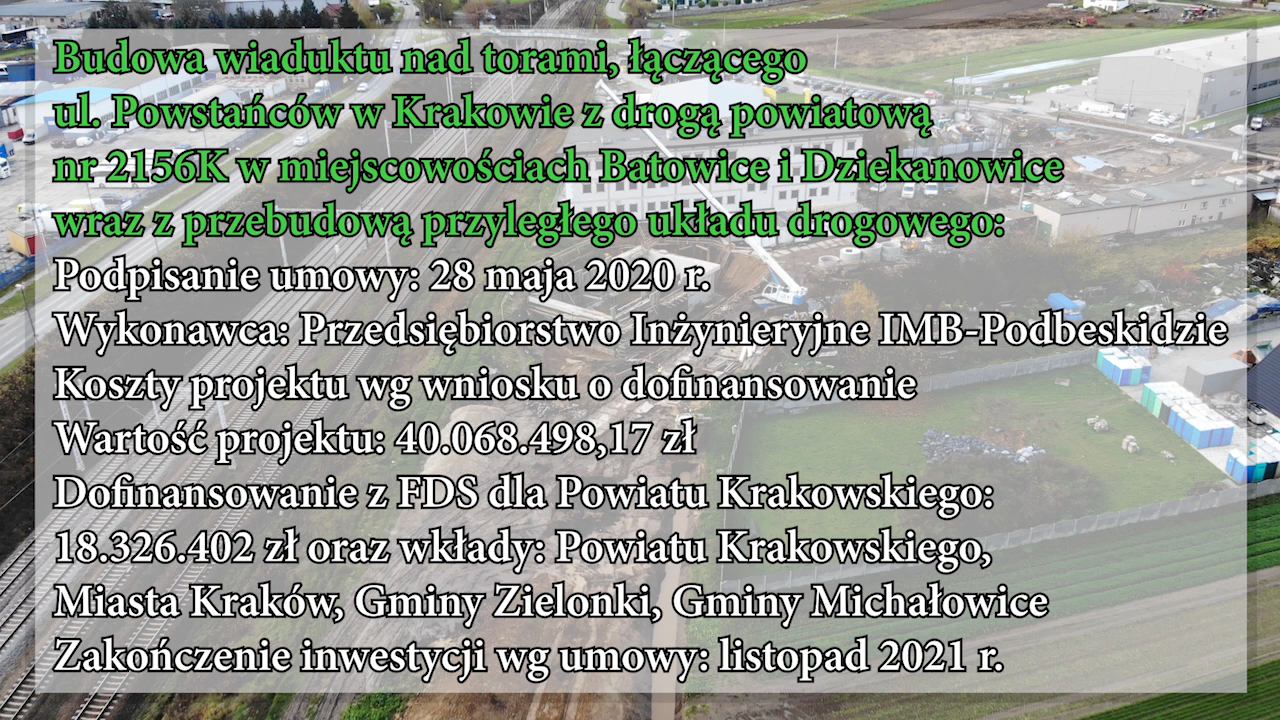 Budowa wiaduktu nad torami, łączącego
ul. Powstańców w Krakowie z drogą powiatową
nr 2156K w miejscowościach Batowice i Dziekanowice
wraz z przebudową przyległego układu drogowego:
Podpisanie umowy: 28 maja 2020 r.
Wykonawca: Przedsiębiorstwo Inżynieryjne IMB-Podbeskidzie
Koszty projektu wg wniosku o dofinansowanie
Wartość projektu: 40.068.498,17 zł
Dofinansowanie z FDS dla Powiatu Krakowskiego:
18.326.402 zł oraz wkłady: Powiatu Krakowskiego,
Miasta Kraków, Gminy Zielonki, Gminy Michałowice
Zakończenie inwestycji wg umowy: listopad 2021 r.